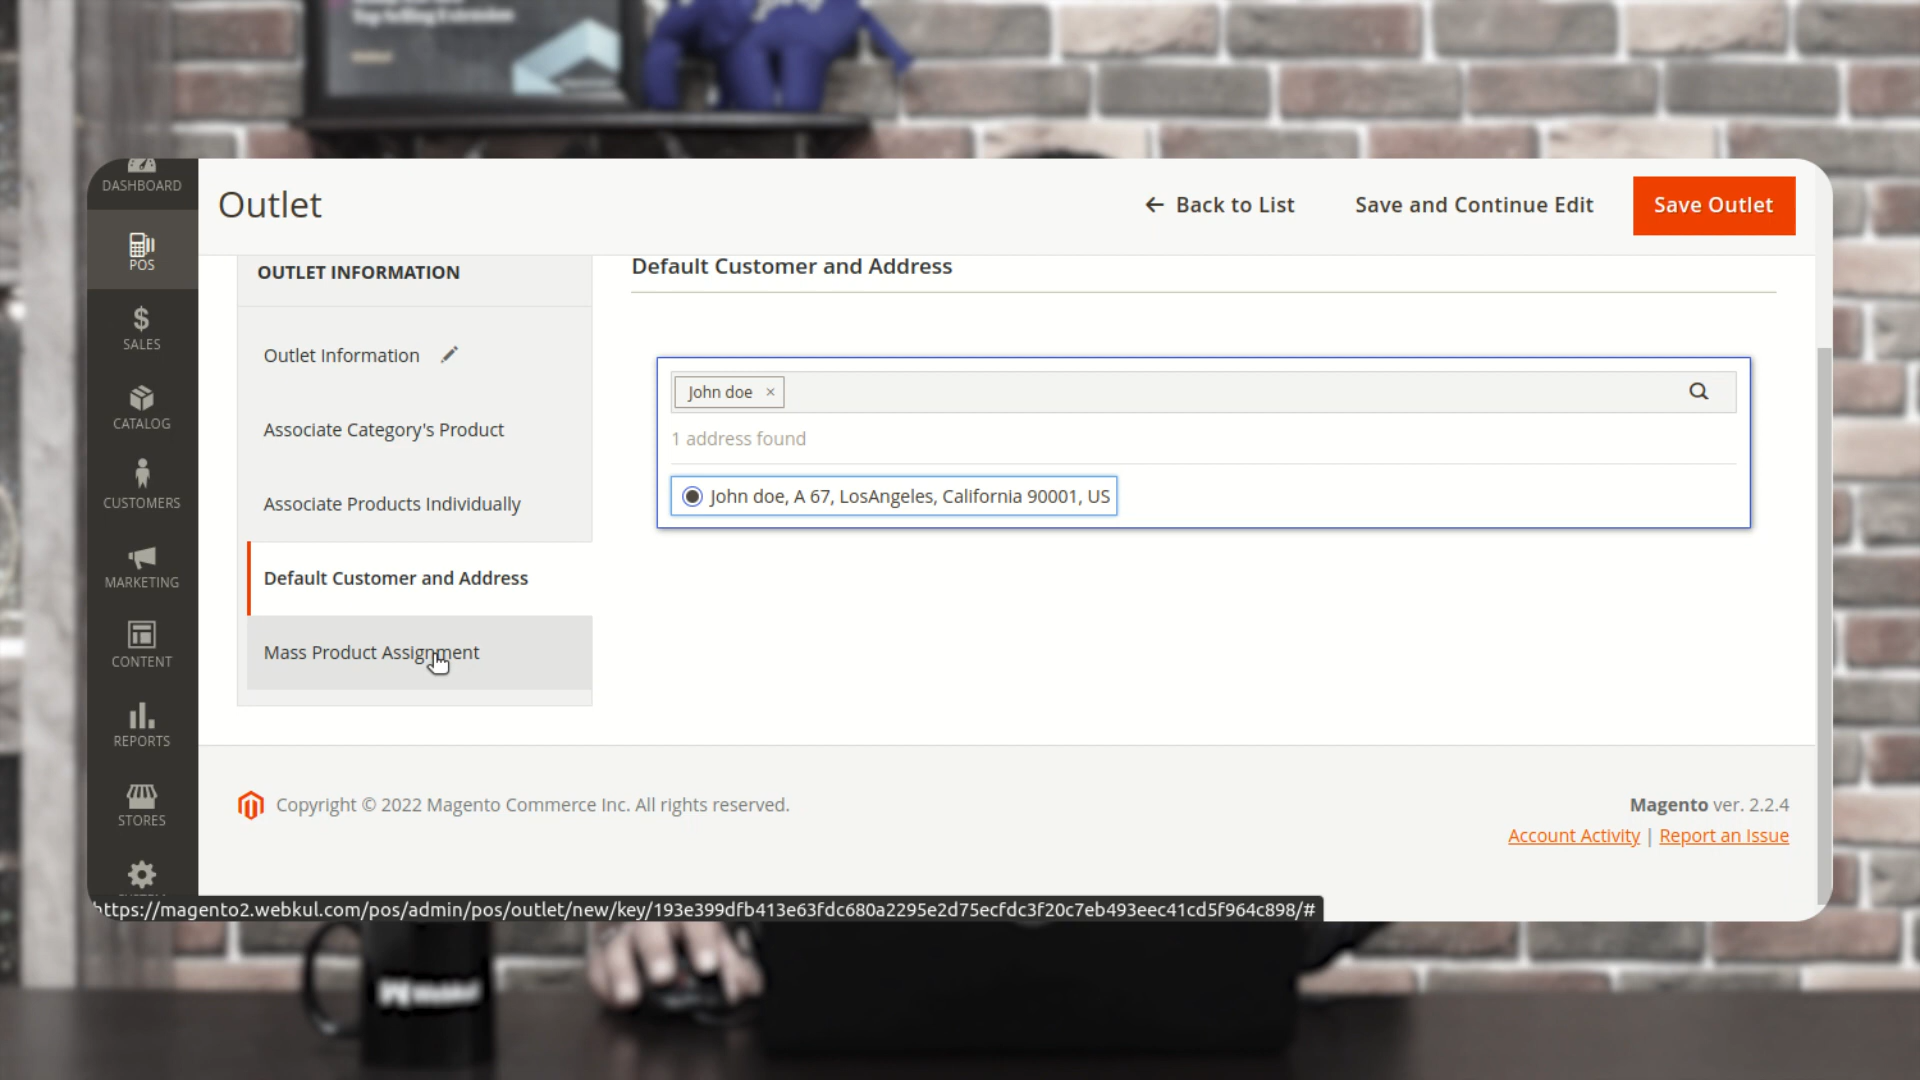 Top Selling Extension
DASHBOARD
POS
SALES
CATALOG
CUSTOMERS
MARKETING
CONTENT
REPORTS
STORES
Outlet
Back to List
Save and Continue Edit
Save Outlet
OUTLET INFORMATION
Outlet Information
Associate Category's Product
Associate Products Individually
Default Customer and Address
Mass Product Assignment
Default Customer and Address
John doe ×
1 address found
John doe, A 67, LosAngeles, California 90001, US
Copyright © 2022 Magento Commerce Inc. All rights reserved.
Magento ver. 2.2.4
Account Activity | Report an Issue
https://magento2.webkul.com/pos/admin/pos/outlet/new/key/193e399dfb413e63fdc680a2295e2d75ecfdc3f20c7eb493eec41cd5f964c898/#
Webkul